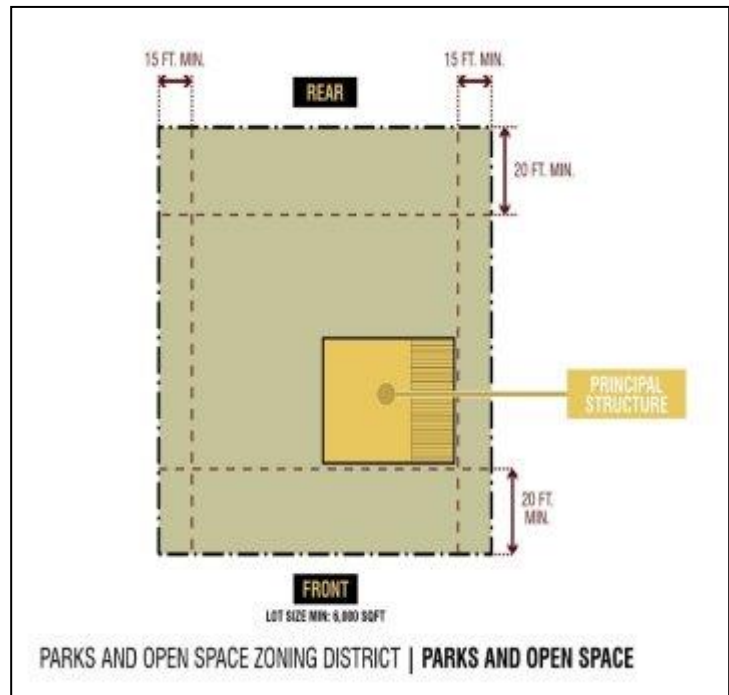 15 FT. MIN.
15 FT. MIN.
REAR
20 FT. MIN.
PRINCIPAL
STRUCTURE
20 FT.
MIN.
FRONT
LOT SIZE MIN: 6,000 SQFT
PARKS AND OPEN SPACE ZONING DISTRICT | PARKS AND OPEN SPACE